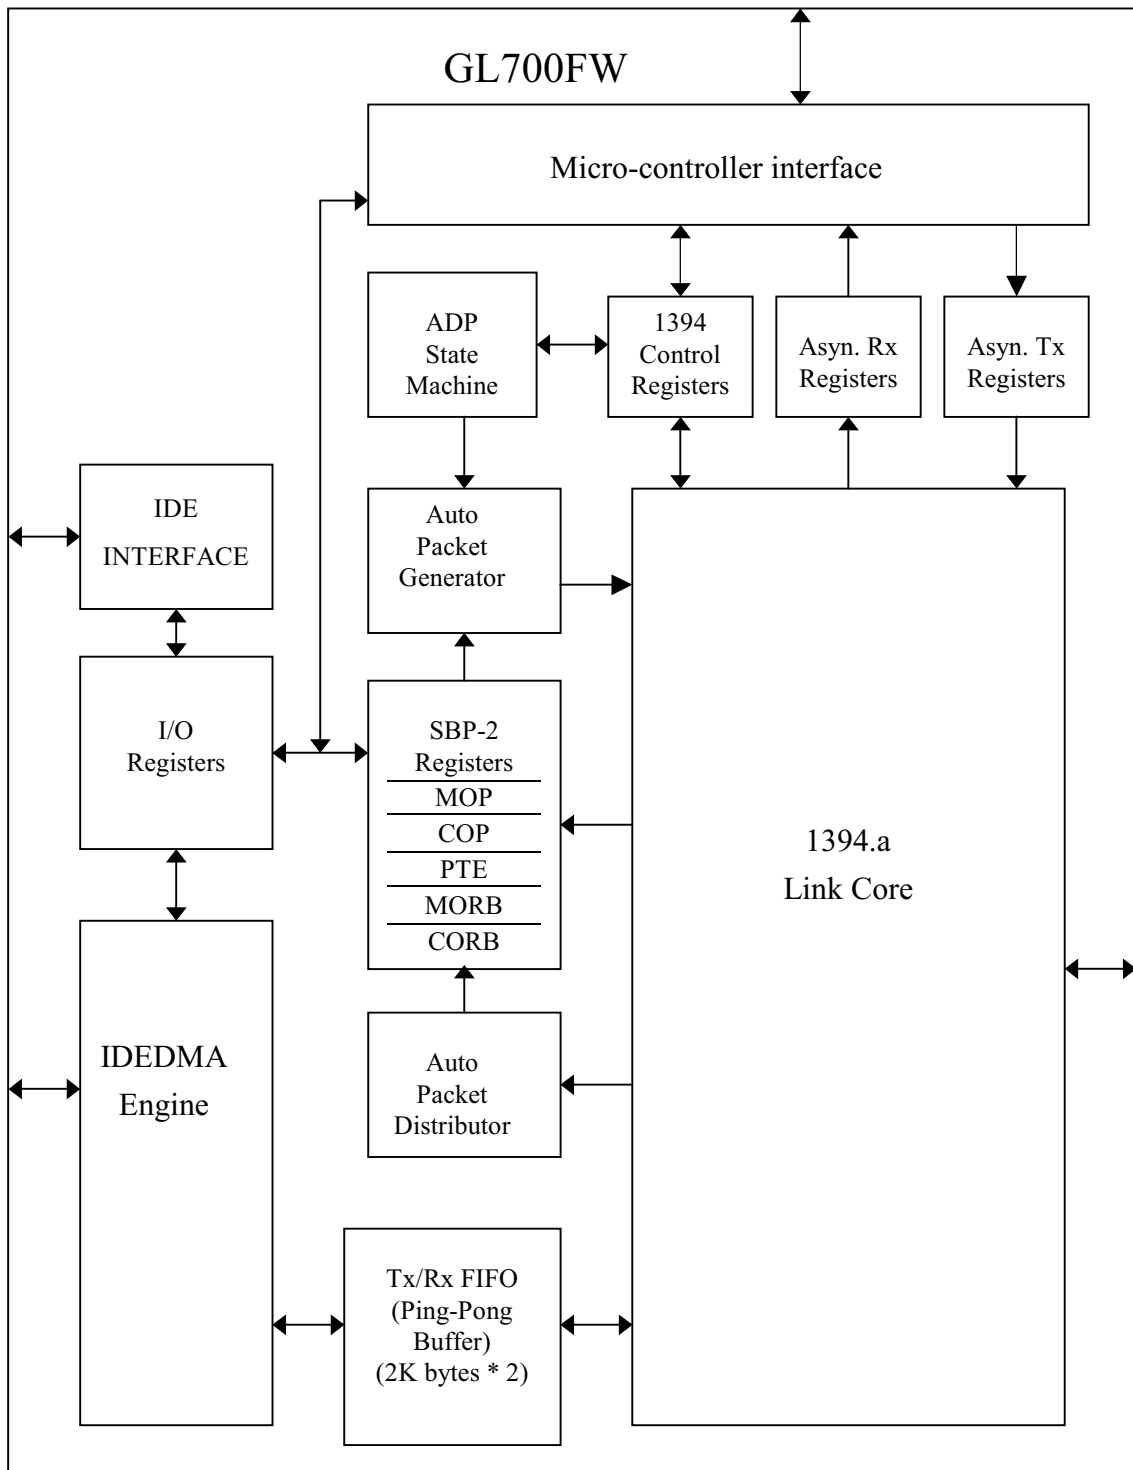 GL700FW
Micro-controller interface
ADP
State
Machine
1394
Control
Registers
Asyn. Rx
Registers
Asyn. Tx
Registers
IDE
INTERFACE
Auto
Packet
Generator
I/O
Registers
SBP-2
Registers
MOP
COP
PTE
MORB
CORB
1394.a
Link Core
IDEDMA
Engine
Auto
Packet
Distributor
Tx/Rx FIFO
(Ping-Pong
Buffer)
(2K bytes * 2)